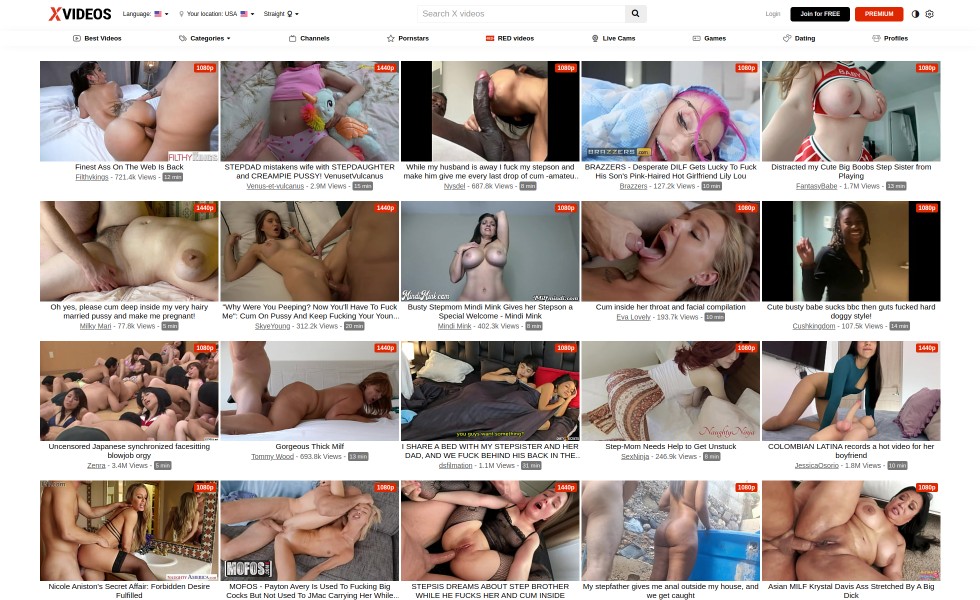 XVIDEOS
Language:
Your location: USA
Straight
Search X videos
Login
Join for FREE
PREMIUM
Best Videos
Categories
Channels
Pornstars
RED videos
Live Cams
Games
Dating
Profiles
1080p
1440p
1080p
1080p
1080p
BRAZZERS
Finest Ass On The Web Is Back
Filthykings - 721.4k Views - 12 min
STEPDAD mistakens wife with STEPDAUGHTER
and CREAMPIE PUSSY! VenusetVulcanus
Venus-et-vulcanus - 2.9M Views - 15 min
While my husband is away I fuck my stepson and
make him give me every last drop of cum -amateu..
Nysdel - 687.8k Views - 8 min
BRAZZERS - Desperate DILF Gets Lucky To Fuck
His Son's Pink-Haired Hot Girlfriend Lily Lou
Brazzers - 127.2k Views - 10 min
Distracted my Cute Big Boobs Step Sister from
Playing
FantasyBabe - 1.7M Views - 13 min
1440p
1080p
1080p
1080p
1080p
MindiMink.com
Oh yes, please cum deep inside my very hairy
married pussy and make me pregnant!
Milky Mari - 77.8k Views - 5 min
"Why Were You Peeping? Now You'll Have To Fuck
Me": Cum On Pussy And Keep Fucking Your Youn...
SkyeYoung - 312.2k Views - 20 min
Busty Stepmom Mindi Mink Gives her Stepson a
Special Welcome - Mindi Mink
Mindi Mink - 402.3k Views - 8 min
Cum inside her throat and facial compilation
Eva Lovely - 193.7k Views - 10 min
Cute busty babe sucks bbc then guts fucked hard
doggy style!
Cushkingdom - 107.5k Views - 14 min
1080p
1440p
1080p
1080p
1440p
you guys want something?
NaughtyNinja
Uncensored Japanese synchronized facesitting
blowjob orgy
Zenra - 3.4M Views - 5 min
Gorgeous Thick Milf
Tommy Wood - 693.8k Views - 13 min
I SHARE A BED WITH MY STEPSISTER AND HER
DAD, AND WE FUCK BEHIND HIS BACK IN THE...
dsfilmation - 1.1M Views - 31 min
Step-Mom Needs Help to Get Unstuck
SexNinja - 246.9k Views - 8 min
COLOMBIAN LATINA records a hot video for her
boyfriend
JessicaOsorio - 1.8M Views - 10 min
1080p
1080p
1440p
1080p
1080p
NAUGHTY AMERICA.com
MOFOS
Nicole Aniston's Secret Affair: Forbidden Desire
Fulfilled
MOFOS - Payton Avery Is Used To Fucking Big
Cocks But Not Used To JMac Carrying Her While...
STEPSIS DREAMS ABOUT STEP BROTHER
WHILE HE FUCKS HER AND CUM INSIDE
My stepfather gives me anal outside my house, and
we get caught
Asian MILF Krystal Davis Ass Stretched By A Big
Dick